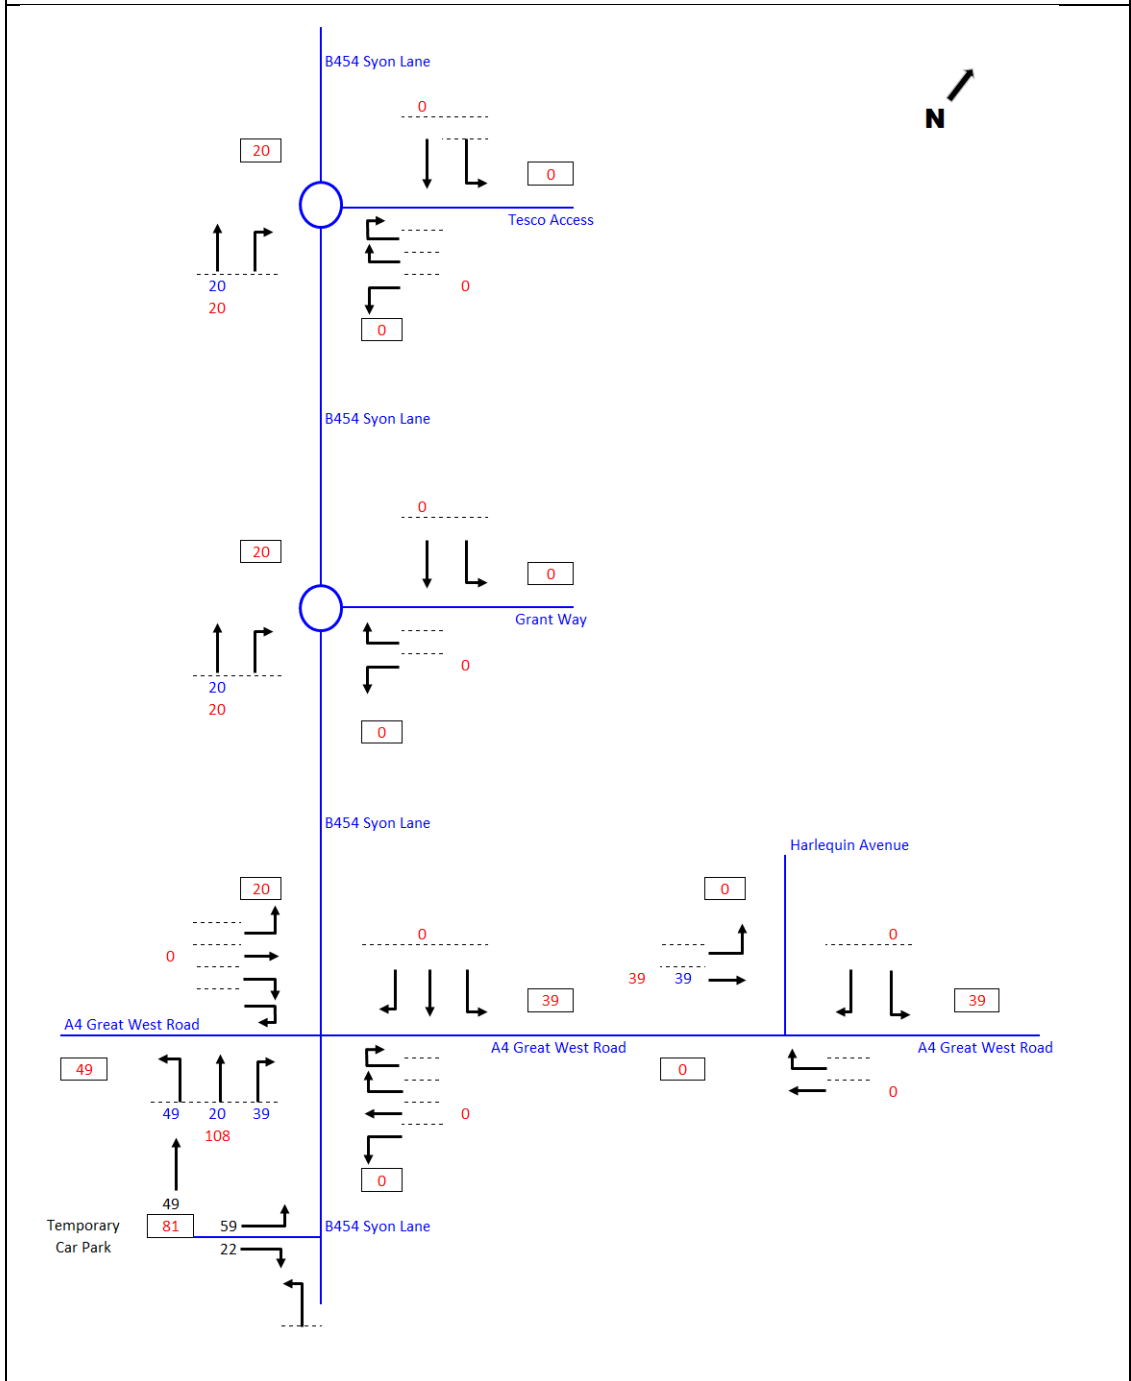 B454 Syon Lane
N
0
20
0
Tesco Access
20
20
0
0
B454 Syon Lane
0
20
0
Grant Way
20
20
0
0
B454 Syon Lane
Harlequin Avenue
20
0
0
0
0
39 39
39
39
A4 Great West Road
A4 Great West Road
A4 Great West Road
49
0
49 20 39
108
0
0
0
49
Temporary
Car Park
81
59
22
B454 Syon Lane